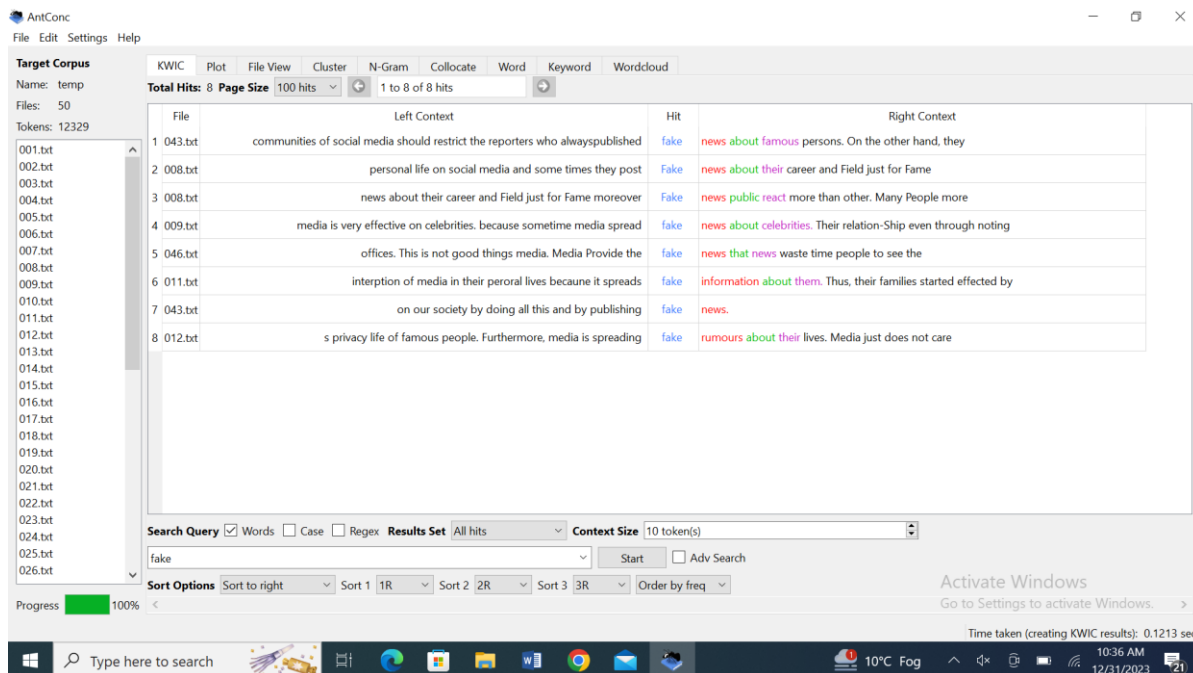 AntConc
File Edit Settings Help
Target Corpus
Name: temp
Files: 50
Tokens: 12329
001.txt
002.txt
003.txt
004.txt
005.txt
006.txt
007.txt
008.txt
009.txt
010.txt
011.txt
012.txt
013.txt
014.txt
015.txt
016.txt
017.txt
018.txt
019.txt
020.txt
021.txt
022.txt
023.txt
024.txt
025.txt
026.txt
Progress 100%
KWIC Plot File View Cluster N-Gram Collocate Word Keyword Wordcloud
Total Hits: 8 Page Size 100 hits 1 to 8 of 8 hits
File Left Context Hit Right Context
1 043.txt communities of social media should restrict the reporters who alwayspublished fake news about famous persons. On the other hand, they
2 008.txt personal life on social media and some times they post Fake news about their career and Field just for Fame
3 008.txt news about their career and Field just for Fame moreover Fake news public react more than other. Many People more
4 009.txt media is very effective on celebrities. because sometime media spread fake news about celebrities. Their relation-Ship even through noting
5 046.txt offices. This is not good things media. Media Provide the fake news that news waste time people to see the
6 011.txt interption of media in their peroral lives becaune it spreads fake information about them. Thus, their families started effected by
7 043.txt on our society by doing all this and by publishing fake news.
8 012.txt s privacy life of famous people. Furthermore, media is spreading fake rumours about their lives. Media just does not care
Search Query Words Case Regex Results Set All hits Context Size 10 token(s)
fake Start Adv Search
Sort Options Sort to right Sort 1 1R Sort 2 2R Sort 3 3R Order by freq
Activate Windows
Go to Settings to activate Windows.
Time taken (creating KWIC results): 0.1213 sec
Type here to search
10°C Fog
10:36 AM
12/31/2023
21